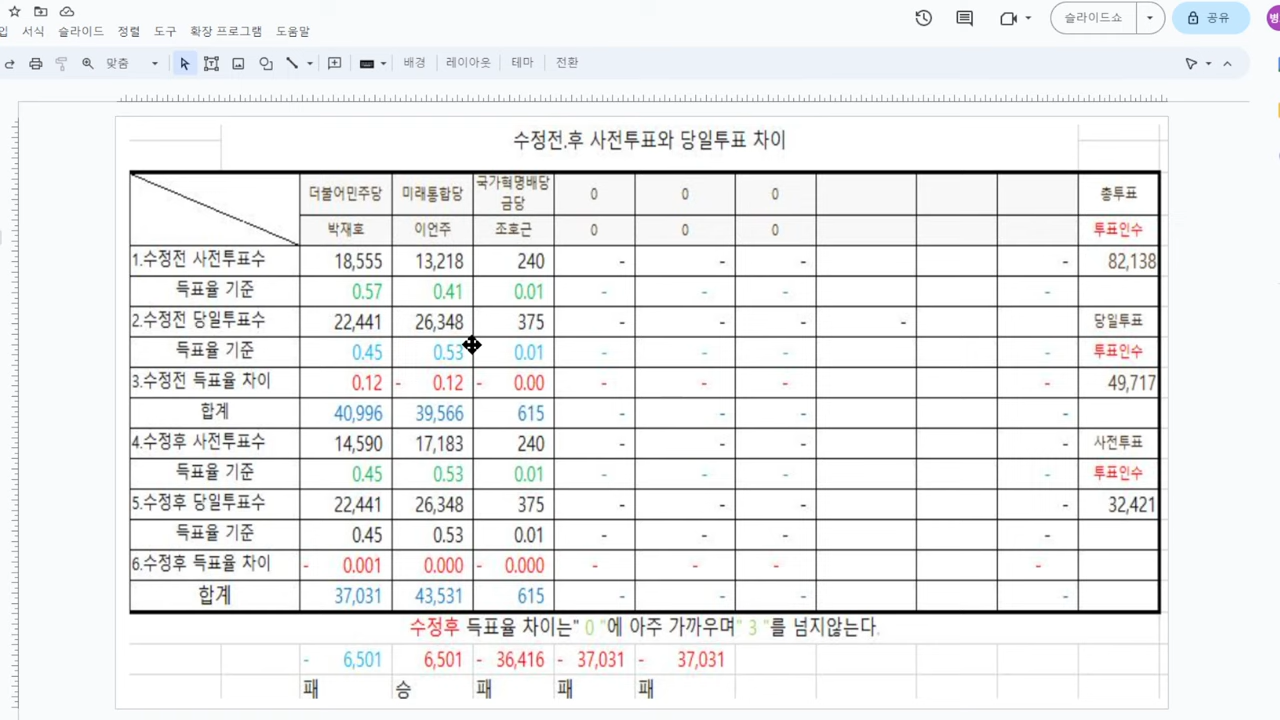 입 서식 슬라이드 정렬 도구 확장 프로그램 도움말
슬라이드쇼
공유
병
맞춤
배경 레이아웃 테마 전환
수정전.후 사전투표와 당일투표 차이
더불어민주당 미래통합당 국가혁명배당금당 0 0 0 총투표
박재호 이언주 조호근 0 0 0 투표인수
1.수정전 사전투표수 18,555 13,218 240 - - - - 82,138
득표율 기준 0.57 0.41 0.01 - - - -
2.수정전 당일투표수 22,441 26,348 375 - - - - 당일투표
득표율 기준 0.45 0.53 0.01 - - - - 투표인수
3.수정전 득표율 차이 0.12 - 0.12 - 0.00 - - - - 49,717
합계 40,996 39,566 615 - - - -
4.수정후 사전투표수 14,590 17,183 240 - - - - 사전투표
득표율 기준 0.45 0.53 0.01 - - - - 투표인수
5.수정후 당일투표수 22,441 26,348 375 - - - - 32,421
득표율 기준 0.45 0.53 0.01 - - - -
6.수정후 득표율 차이 - 0.001 0.000 - 0.000 - - - -
합계 37,031 43,531 615 - - - -
수정후 득표율 차이는" 0 "에 아주 가까우며" 3 "를 넘지않는다.
- 6,501 6,501 - 36,416 - 37,031 - 37,031
패 승 패 패 패